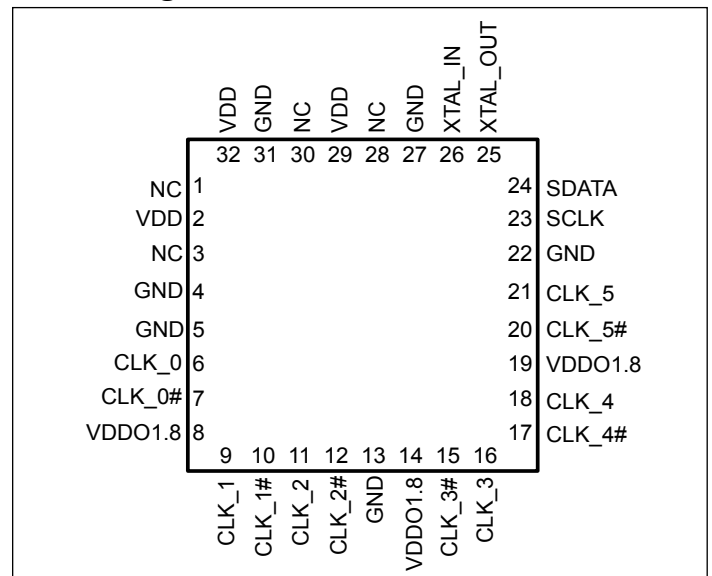 VDD GND NC VDD NC GND XTAL_IN XTAL_OUT
32 31 30 29 28 27 26 25
NC 1 24 SDATA
VDD 2 23 SCLK
NC 3 22 GND
GND 4 21 CLK_5
GND 5 20 CLK_5#
CLK_0 6 19 VDDO1.8
CLK_0# 7 18 CLK_4
VDDO1.8 8 17 CLK_4#
9 10 11 12 13 14 15 16
CLK_1 CLK_1# CLK_2 CLK_2# GND VDDO1.8 CLK_3# CLK_3